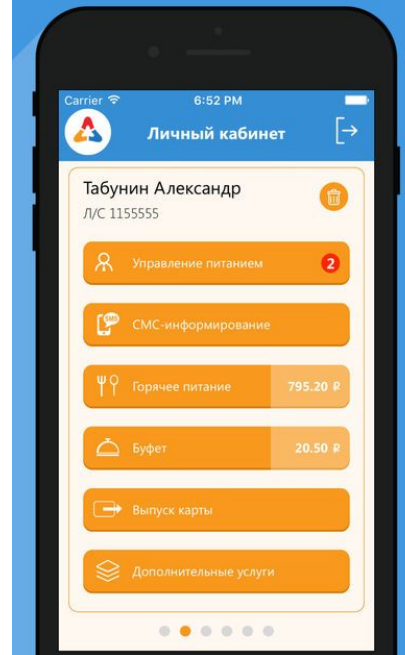 Carrier 6:52 PM
Личный кабинет
Табунин Александр
Л/С 1155555
Управление питанием 2
SMS
СМС-информирование
Горячее питание 795.20 ₽
Буфет 20.50 ₽
Выпуск карты
Дополнительные услуги